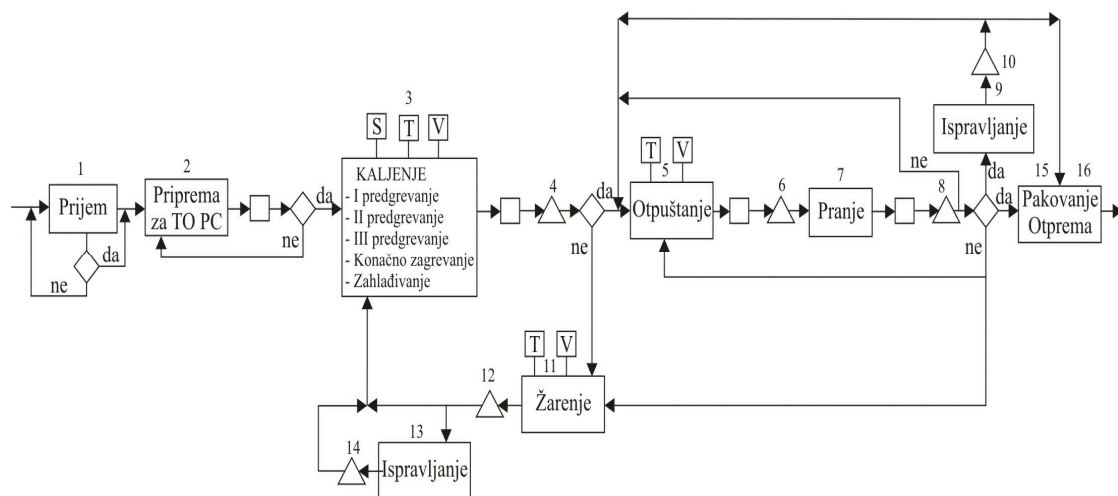 10
9
Ispravljanje
da
ne
3
S
T
V
1
Prijem
da
ne
2
Priprema
za TO PC
da
ne
KALJENJE
- I predgrevanje
- II predgrevanje
- III predgrevanje
- Konačno zagrevanje
- Zahlađivanje
4
da
ne
T
V
5
Otpuštanje
6
7
Pranje
8
da
ne
15
16
Pakovanje
Otprema
T
V
11
Žarenje
12
13
Ispravljanje
14